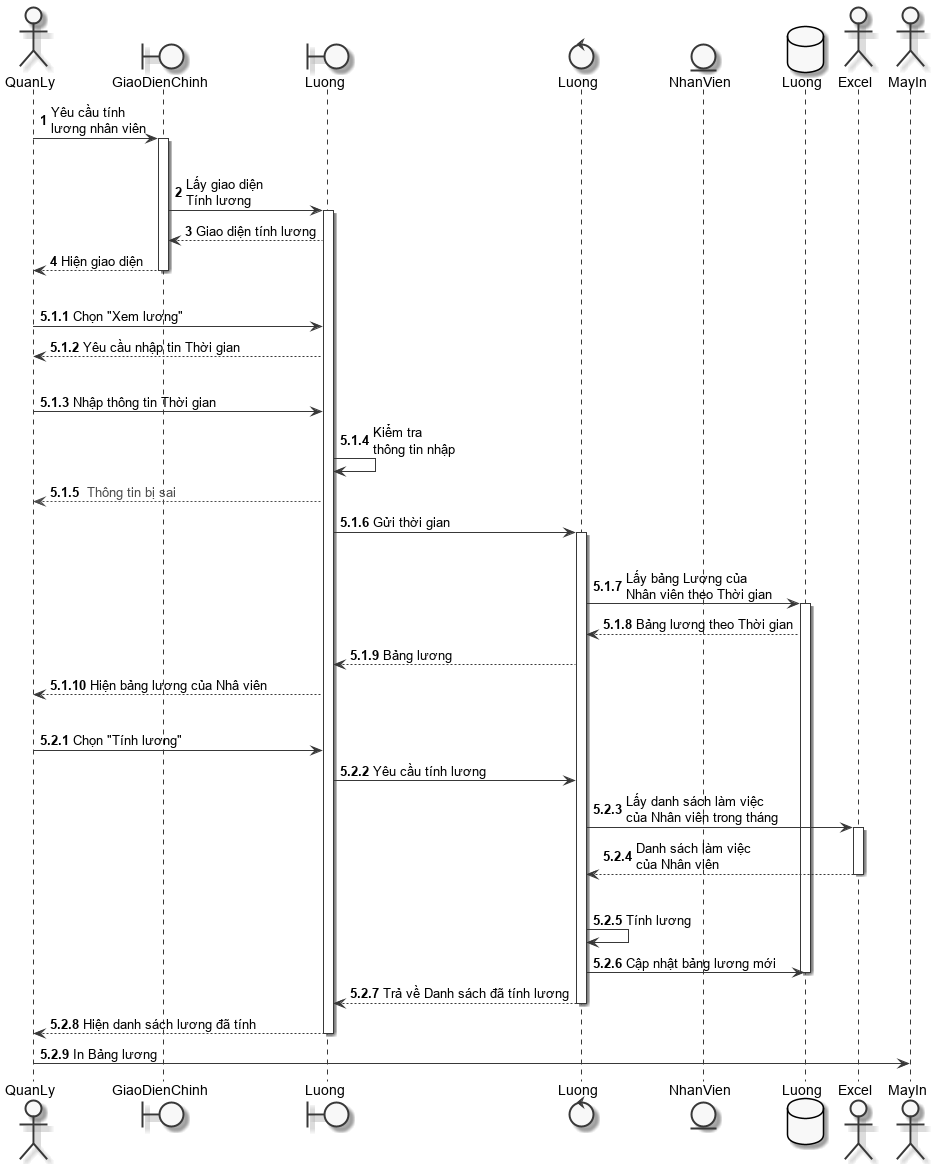 QuanLy GiaoDienChinh Luong Luong NhanVien Luong Excel MayIn
1 Yêu cầu tính
lương nhân viên
2 Lấy giao diện
Tính lương
3 Giao diện tính lương
4 Hiện giao diện
5.1.1 Chọn "Xem lương"
5.1.2 Yêu cầu nhập tin Thời gian
5.1.3 Nhập thông tin Thời gian
5.1.4 Kiểm tra
thông tin nhập
5.1.5 Thông tin bị sai
5.1.6 Gửi thời gian
5.1.7 Lấy bảng Lương của
Nhân viên theo Thời gian
5.1.8 Bảng lương theo Thời gian
5.1.9 Bảng lương
5.1.10 Hiện bảng lương của Nhâ viên
5.2.1 Chọn "Tính lương"
5.2.2 Yêu cầu tính lương
5.2.3 Lấy danh sách làm việc
của Nhân viên trong tháng
5.2.4 Danh sách làm việc
của Nhân viên
5.2.5 Tính lương
5.2.6 Cập nhật bảng lương mới
5.2.7 Trả về Danh sách đã tính lương
5.2.8 Hiện danh sách lương đã tính
5.2.9 In Bảng lương
QuanLy GiaoDienChinh Luong Luong NhanVien Luong Excel MayIn